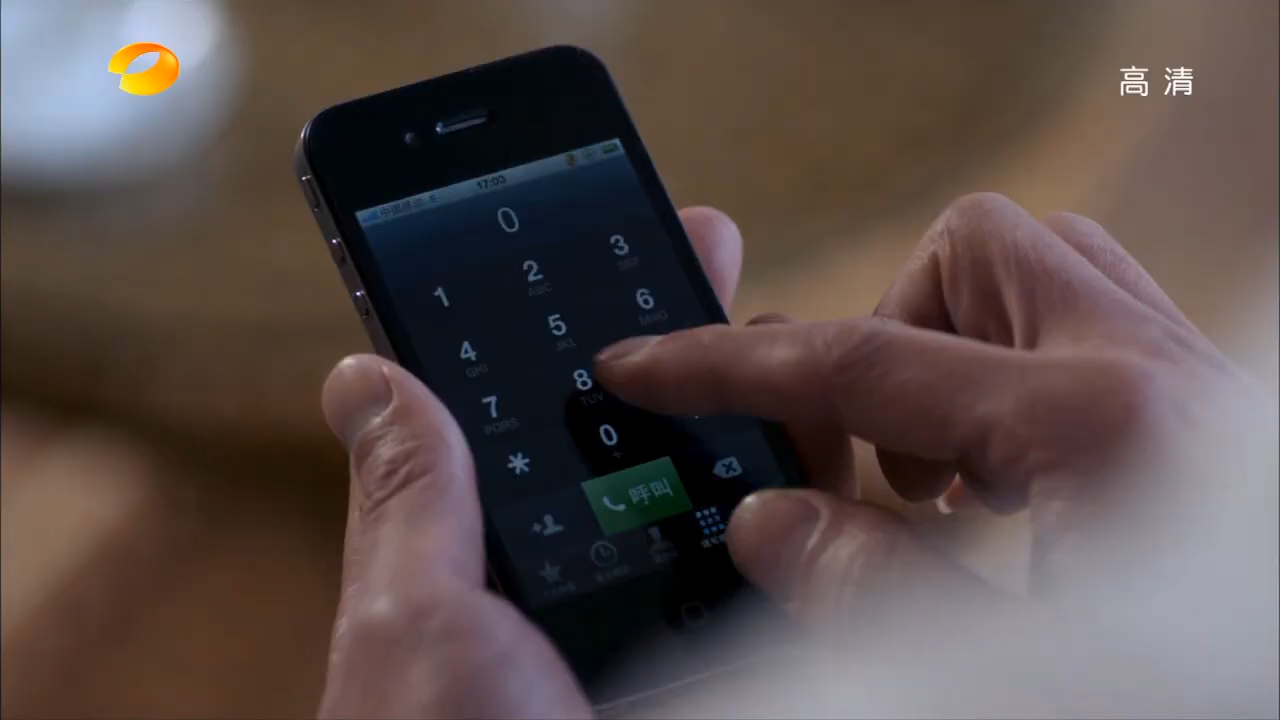 高清
17:03
0
1
2 ABC
3 DEF
4 GHI
5 JKL
6 MNO
7 PQRS
8 TUV
*
0 +
呼叫